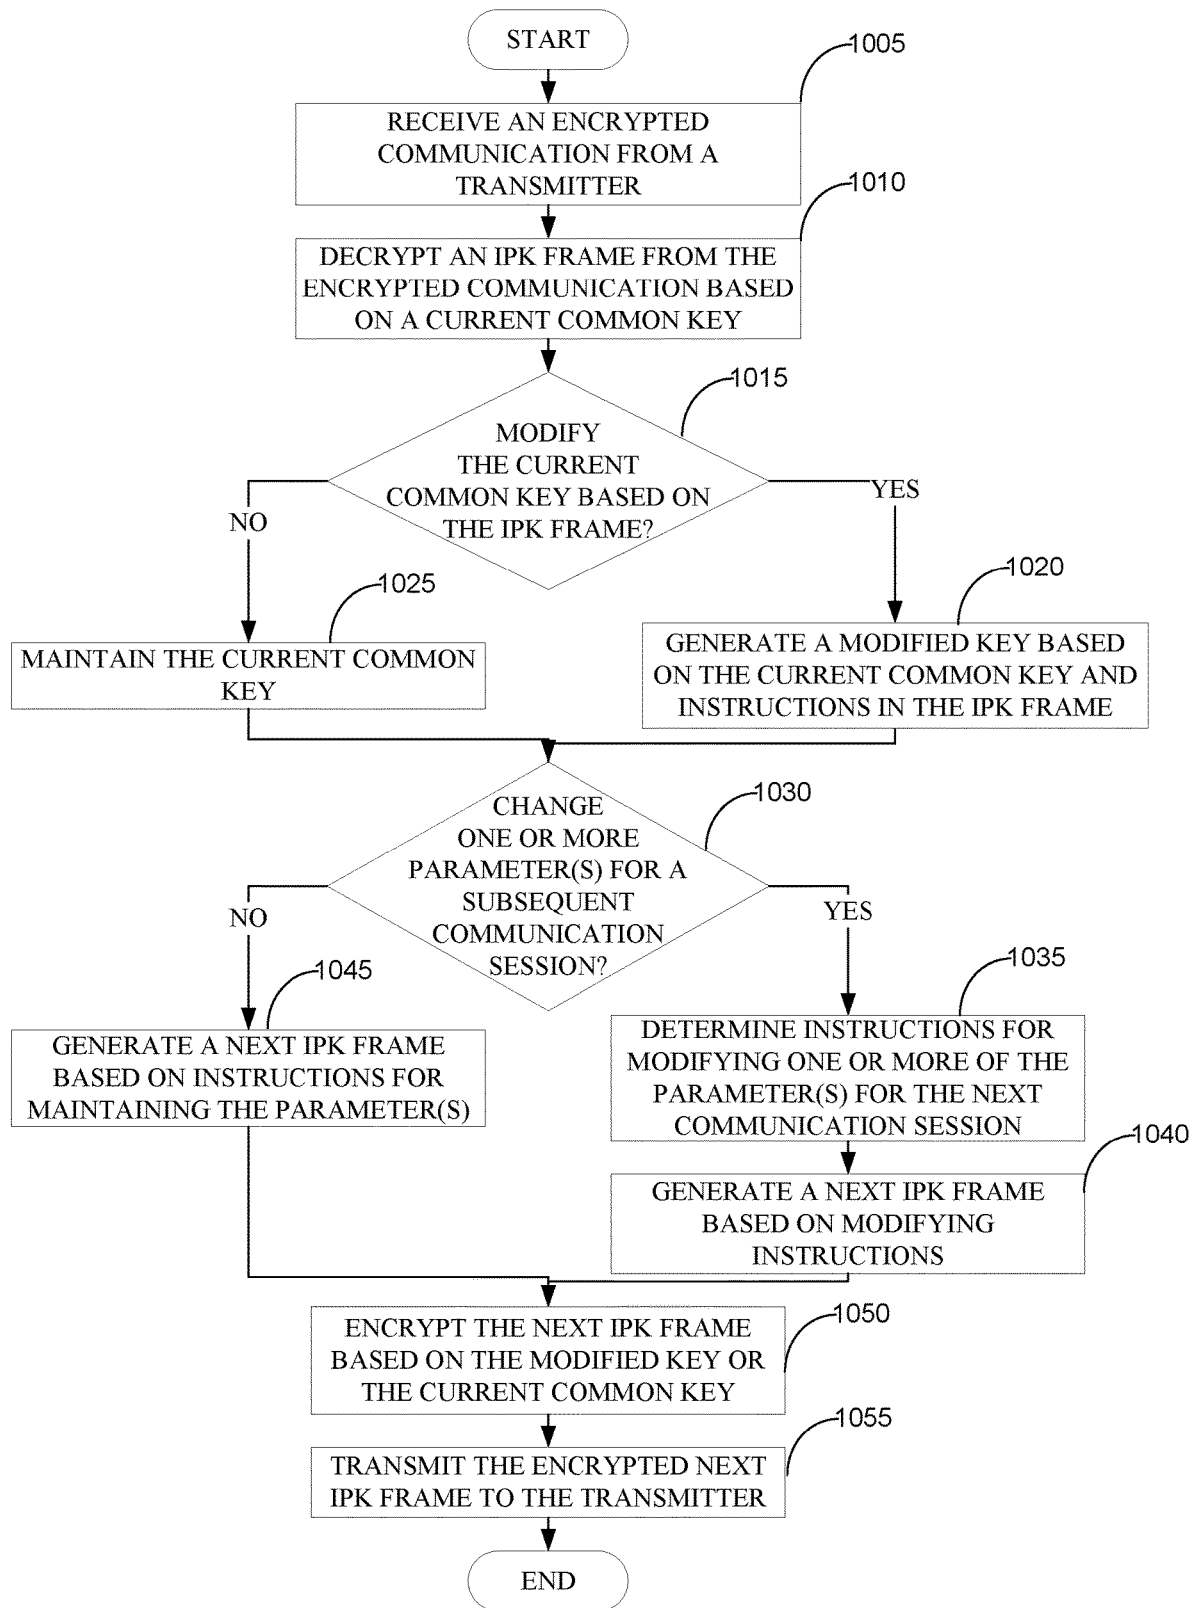 START
1005
RECEIVE AN ENCRYPTED
COMMUNICATION FROM A
TRANSMITTER
1010
DECRYPT AN IPK FRAME FROM THE
ENCRYPTED COMMUNICATION BASED
ON A CURRENT COMMON KEY
1015
MODIFY
THE CURRENT
COMMON KEY BASED ON
THE IPK FRAME?
NO
YES
1025
MAINTAIN THE CURRENT COMMON
KEY
1020
GENERATE A MODIFIED KEY BASED
ON THE CURRENT COMMON KEY AND
INSTRUCTIONS IN THE IPK FRAME
1030
CHANGE
ONE OR MORE
PARAMETER(S) FOR A
SUBSEQUENT
COMMUNICATION
SESSION?
NO
YES
1045
GENERATE A NEXT IPK FRAME
BASED ON INSTRUCTIONS FOR
MAINTAINING THE PARAMETER(S)
1035
DETERMINE INSTRUCTIONS FOR
MODIFYING ONE OR MORE OF THE
PARAMETER(S) FOR THE NEXT
COMMUNICATION SESSION
1040
GENERATE A NEXT IPK FRAME
BASED ON MODIFYING
INSTRUCTIONS
1050
ENCRYPT THE NEXT IPK FRAME
BASED ON THE MODIFIED KEY OR
THE CURRENT COMMON KEY
1055
TRANSMIT THE ENCRYPTED NEXT
IPK FRAME TO THE TRANSMITTER
END